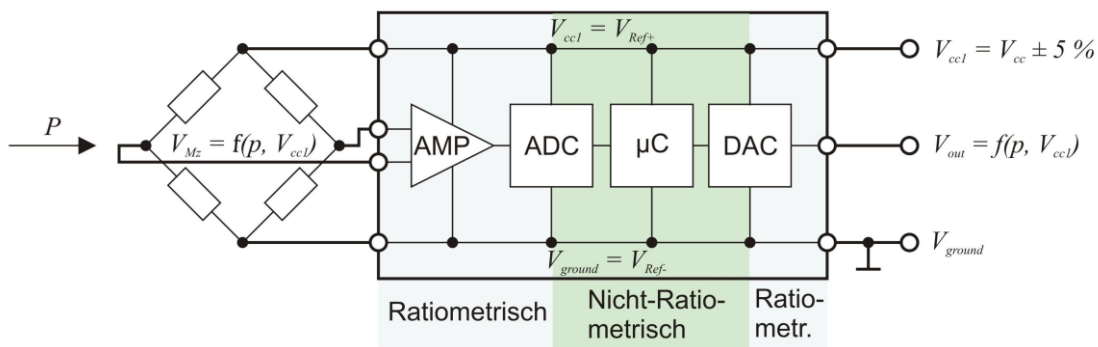 V_cc1 = V_Ref+
V_cc1 = V_cc ± 5 %
P
V_Mz = f(p, V_cc1)
AMP
ADC
µC
DAC
V_out = f(p, V_cc1)
V_ground = V_Ref-
V_ground
Ratiometrisch
Nicht-Ratio-
metrisch
Ratio-
metr.